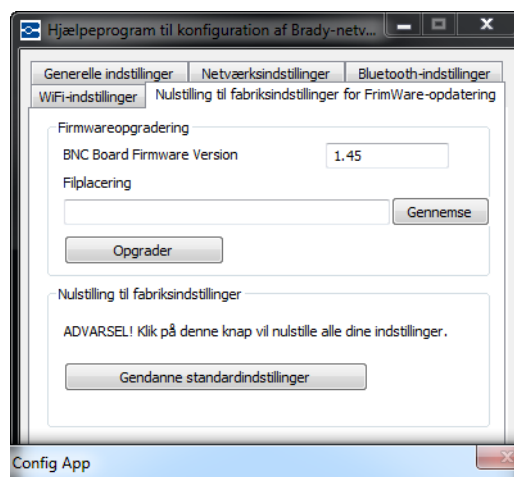 Hjælpeprogram til konfiguration af Brady-netv...
Generelle indstillinger Netværksindstillinger Bluetooth-indstillinger
WiFi-indstillinger Nulstilling til fabriksindstillinger for FrimWare-opdatering
Firmwareopgradering
BNC Board Firmware Version 1.45
Filplacering
Gennemse
Opgrader
Nulstilling til fabriksindstillinger
ADVARSEL! Klik på denne knap vil nulstille alle dine indstillinger.
Gendanne standardindstillinger
Config App